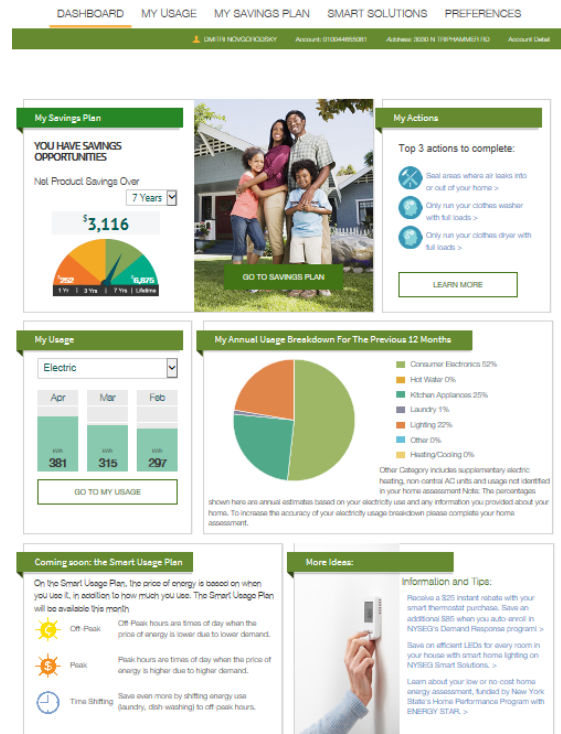 DASHBOARD MY USAGE MY SAVINGS PLAN SMART SOLUTIONS PREFERENCES
DMITRI NOVGORODSKY Account: 010044655081 Address: 3030 N TRIPHAMMER RD Account Detail
My Savings Plan
YOU HAVE SAVINGS
OPPORTUNITIES
Net Product Savings Over
7 Years
$3,116
$252 $6,875
1 Yr | 3 Yrs | 7 Yrs | Lifetime
GO TO SAVINGS PLAN
My Actions
Top 3 actions to complete:
Seal areas where air leaks into
or out of your home >
Only run your clothes washer
with full loads >
Only run your clothes dryer with
full loads >
LEARN MORE
My Usage
Electric
Apr Mar Feb
kWh kWh kWh
381 315 297
GO TO MY USAGE
My Annual Usage Breakdown For The Previous 12 Months
Consumer Electronics 52%
Hot Water 0%
Kitchen Appliances 25%
Laundry 1%
Lighting 22%
Other 0%
Heating/Cooling 0%
Other Category includes supplementary electric
heating, non-central AC units and usage not identified
in your home assessment Note: The percentages
shown here are annual estimates based on your electricity use and any information you provided about your
home. To increase the accuracy of your electricity usage breakdown please complete your home
assessment.
Coming soon: the Smart Usage Plan
On the Smart Usage Plan, the price of energy is based on when
you use it, in addition to how much you use. The Smart Usage Plan
will be available this month
Off-Peak Off-Peak hours are times of day when the
price of energy is lower due to lower demand.
Peak Peak hours are times of day when the price of
energy is higher due to higher demand.
Time Shifting Save even more by shifting energy use
(laundry, dish-washing) to off-peak hours.
More Ideas:
Information and Tips:
Receive a $25 instant rebate with your
smart thermostat purchase. Save an
additional $85 when you auto-enroll in
NYSEG's Demand Response program! >
Save on efficient LEDs for every room in
your house with smart home lighting on
NYSEG Smart Solutions. >
Learn about your low or no-cost home
energy assessment, funded by New York
State's Home Performance Program with
ENERGY STAR. >